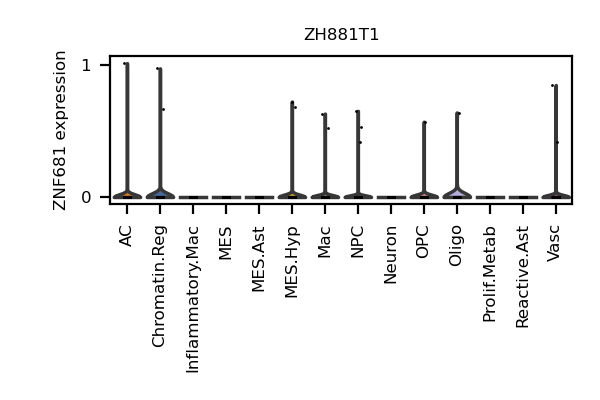 ZH881T1
ZNF681 expression
1
0
AC
Chromatin.Reg
Inflammatory.Mac
MES
MES.Ast
MES.Hyp
Mac
NPC
Neuron
OPC
Oligo
Prolif.Metab
Reactive.Ast
Vasc